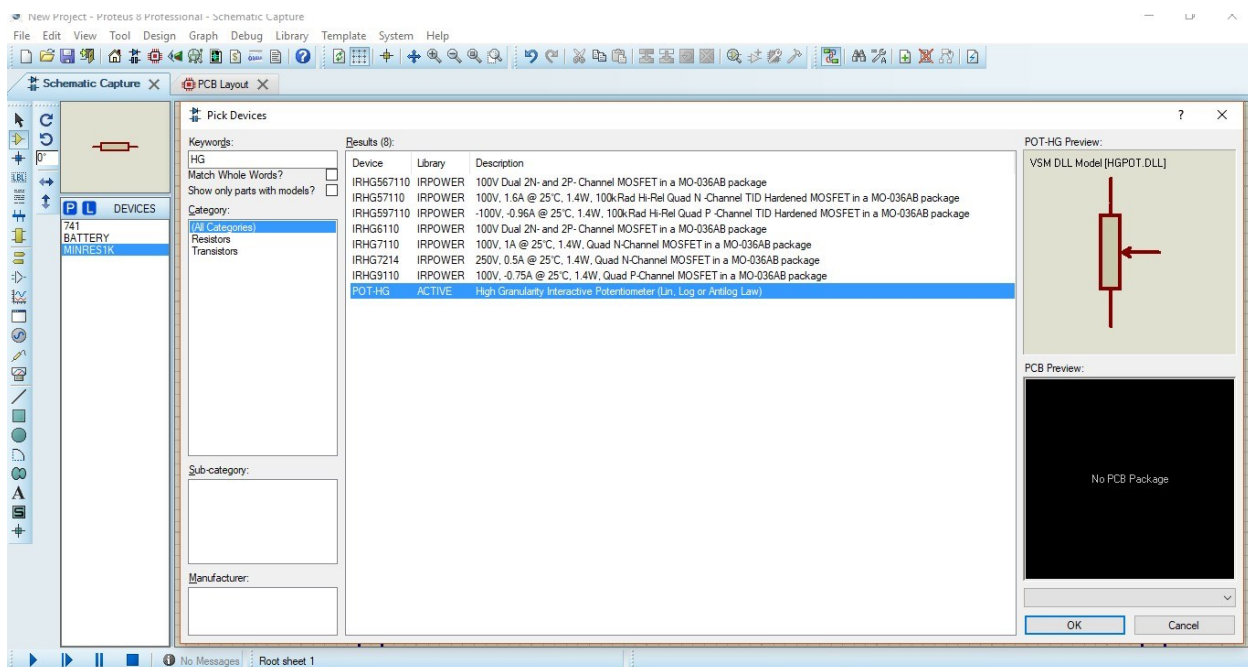 New Project - Proteus 8 Professional - Schematic Capture
File Edit View Tool Design Graph Debug Library Template System Help
Schematic Capture PCB Layout
Pick Devices ?
0°
P L DEVICES
741
BATTERY
MINRES1K
Keywords:
HG
Match Whole Words?
Show only parts with models?
Category:
(All Categories)
Resistors
Transistors
Sub-category:
Manufacturer:
Results (8):
Device Library Description
IRHG567110 IRPOWER 100V Dual 2N- and 2P- Channel MOSFET in a MO-036AB package
IRHG57110 IRPOWER 100V, 1.6A @ 25°C, 1.4W, 100kRad Hi-Rel Quad N -Channel TID Hardened MOSFET in a MO-036AB package
IRHG597110 IRPOWER -100V, -0.96A @ 25°C, 1.4W, 100kRad Hi-Rel Quad P -Channel TID Hardened MOSFET in a MO-036AB package
IRHG6110 IRPOWER 100V Dual 2N- and 2P- Channel MOSFET in a MO-036AB package
IRHG7110 IRPOWER 100V, 1A @ 25°C, 1.4W, Quad N-Channel MOSFET in a MO-036AB package
IRHG7214 IRPOWER 250V, 0.5A @ 25°C, 1.4W, Quad N-Channel MOSFET in a MO-036AB package
IRHG9110 IRPOWER 100V, -0.75A @ 25°C, 1.4W, Quad P-Channel MOSFET in a MO-036AB package
POT-HG ACTIVE High Granularity Interactive Potentiometer (Lin, Log or Antilog Law)
POT-HG Preview:
VSM DLL Model [HGPOT.DLL]
PCB Preview:
No PCB Package
OK Cancel
No Messages Root sheet 1